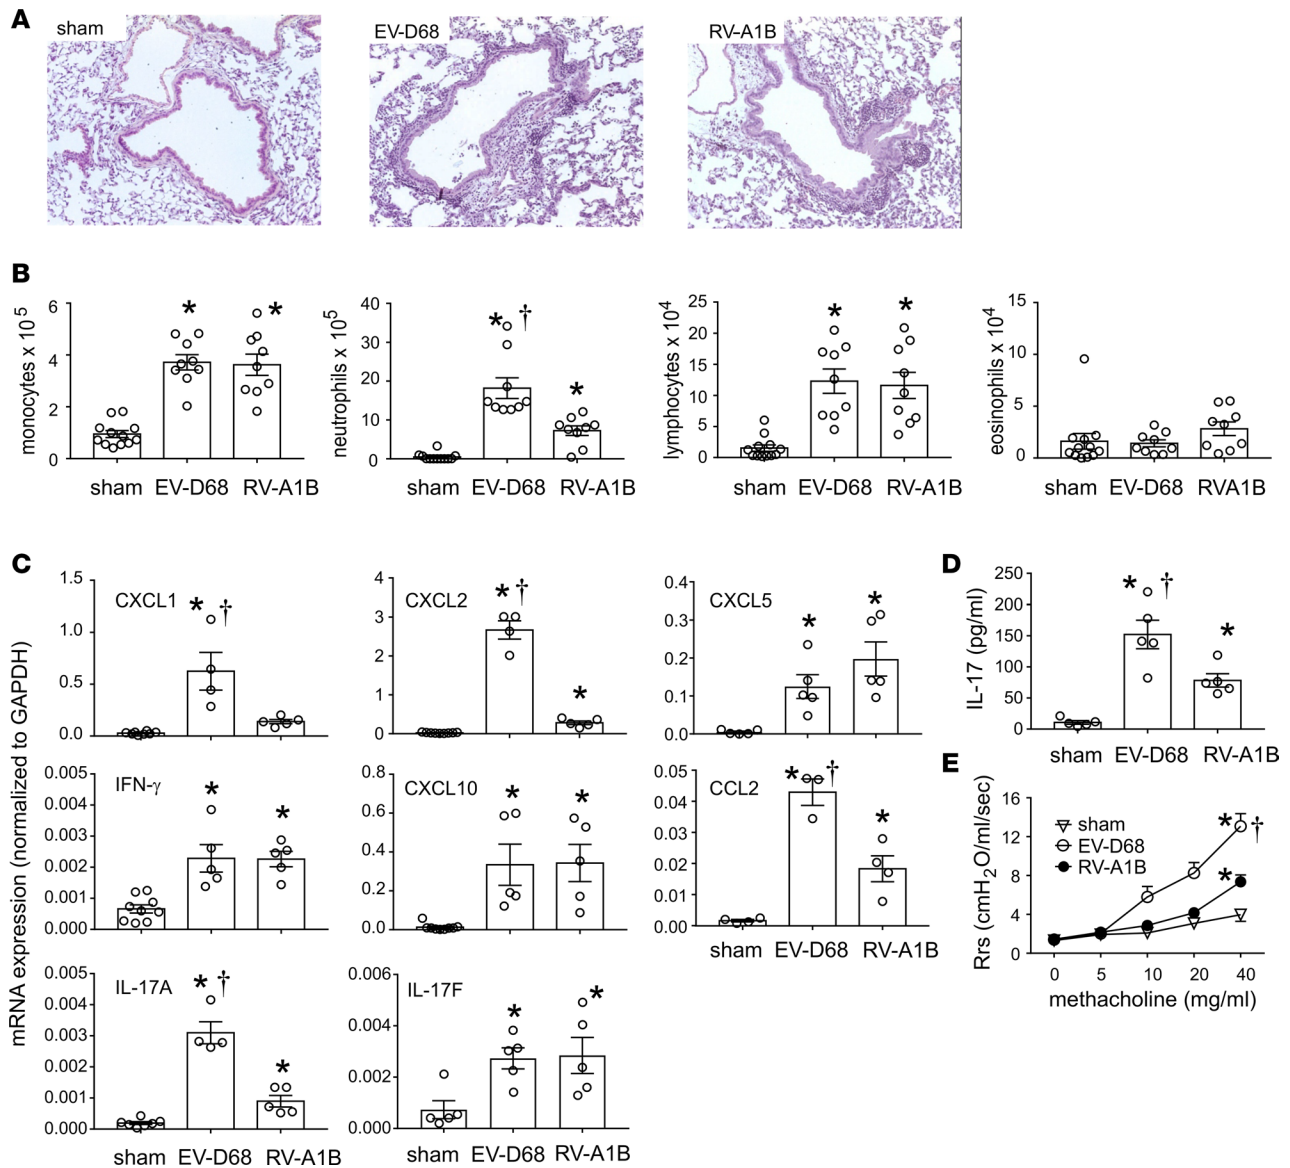 A
sham
EV-D68
RV-A1B
B
monocytes x 10 5
6
4
2
0
*
*
sham EV-D68 RV-A1B
neutrophils x 10 5
40
30
20
10
0
* †
*
sham EV-D68 RV-A1B
lymphocytes x 10 4
25
20
15
10
5
0
*
*
sham EV-D68 RV-A1B
eosinophils x 10 4
15
10
5
0
sham EV-D68 RVA1B
C
mRNA expression (normalized to GAPDH)
CXCL1
1.5
1.0
0.5
0.0
* †
CXCL2
4
3
2
1
0
* †
*
CXCL5
0.4
0.3
0.2
0.1
0.0
*
*
IFN-γ
0.005
0.004
0.003
0.002
0.001
0.000
*
*
CXCL10
0.8
0.6
0.4
0.2
0.0
*
*
CCL2
0.05
0.04
0.03
0.02
0.01
0.00
* †
*
sham EV-D68 RV-A1B
IL-17A
0.005
0.004
0.003
0.002
0.001
0.000
* †
*
sham EV-D68 RV-A1B
IL-17F
0.006
0.004
0.002
0.000
*
*
sham EV-D68 RV-A1B
D
IL-17 (pg/ml)
250
200
150
100
50
0
* †
*
sham EV-D68 RV-A1B
E
Rrs (cmH2O/ml/sec)
16
12
8
4
0
sham
EV-D68
RV-A1B
* †
*
0 5 10 20 40
methacholine (mg/ml)